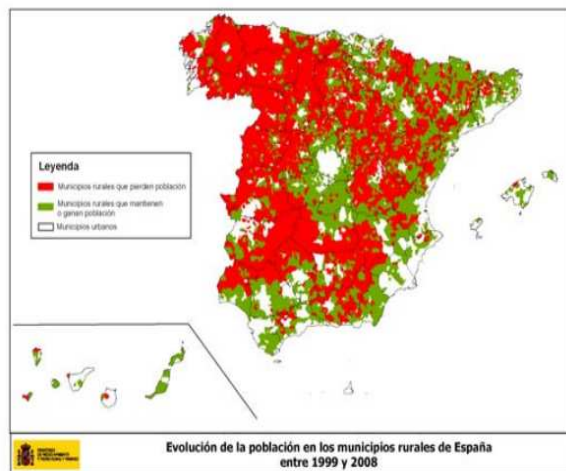 Leyenda
Municipios rurales que pierden población
Municipios rurales que mantienen
o ganan población
Municipios urbanos
Evolución de la población en los municipios rurales de España
entre 1999 y 2008